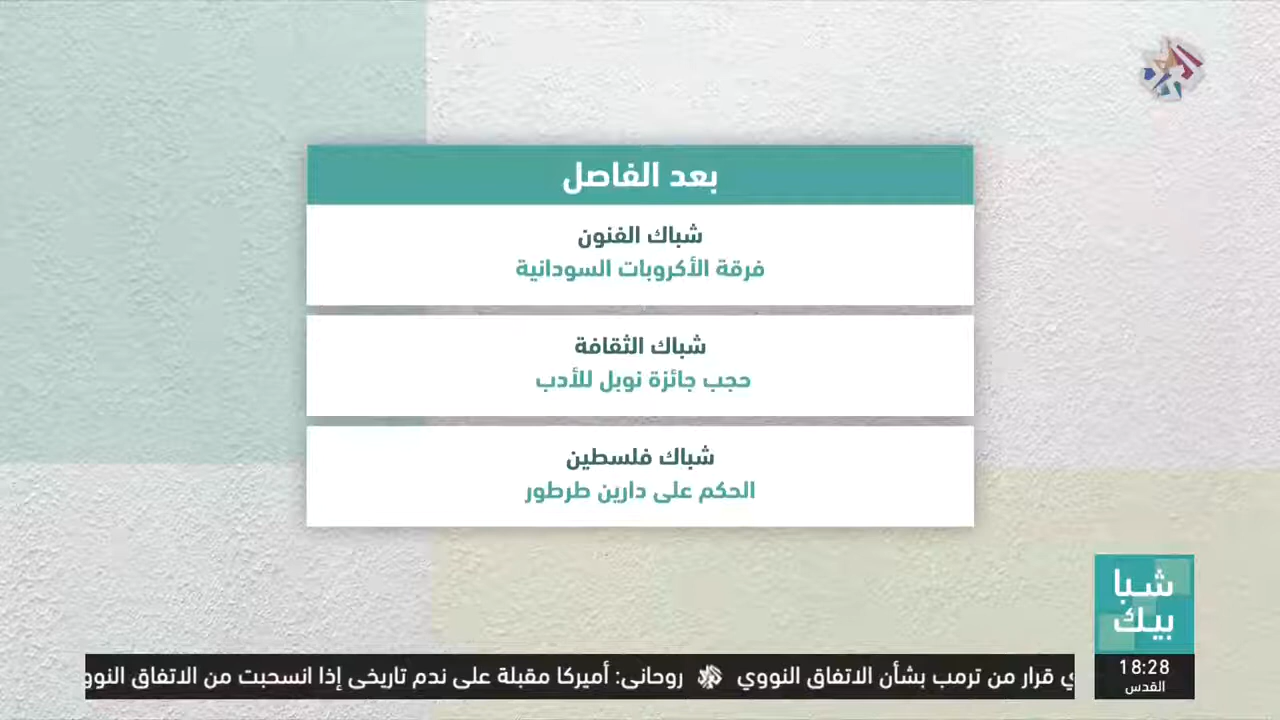 بعد الفاصل
شباك الفنون
فرقة الأكروبات السودانية
شباك الثقافة
حجب جائزة نوبل للأدب
شباك فلسطين
الحكم على دارين طرطور
شبا
بيك
18:28
القدس
قرار من ترمب بشأن الاتفاق النووي روحانى: أميركا مقبلة على ندم تاريخى إذا انسحبت من الاتفاق